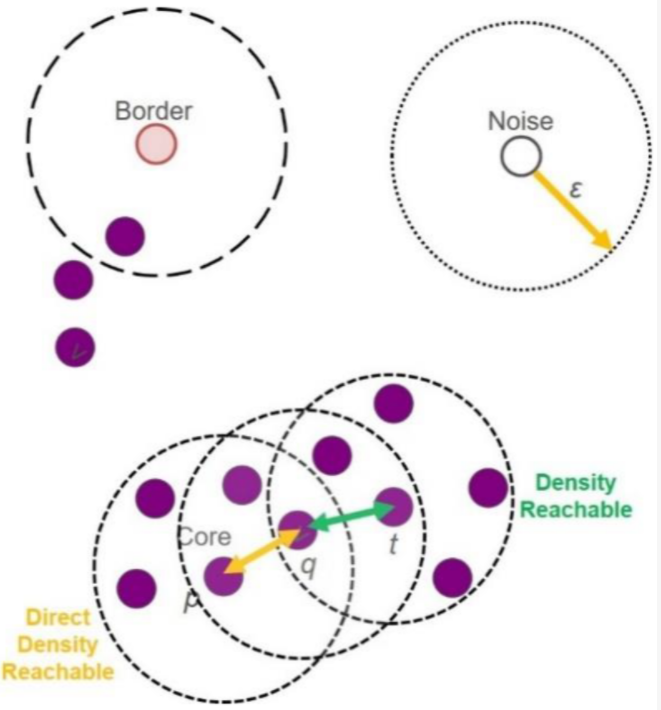 Border
Noise
ε
Density
Reachable
Core
q
t
p
Direct
Density
Reachable